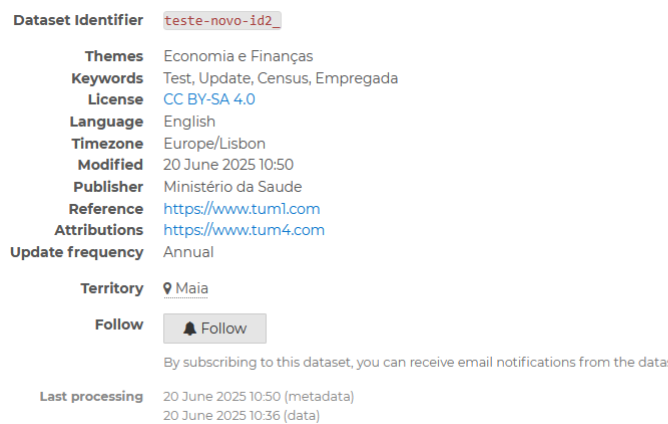 Dataset Identifier teste-novo-id2_
Themes Economia e Finanças
Keywords Test, Update, Census, Empregada
License CC BY-SA 4.0
Language English
Timezone Europe/Lisbon
Modified 20 June 2025 10:50
Publisher Ministério da Saude
Reference https://www.tum1.com
Attributions https://www.tum4.com
Update frequency Annual
Territory Maia
Follow Follow
By subscribing to this dataset, you can receive email notifications from the
Last processing 20 June 2025 10:50 (metadata)
20 June 2025 10:36 (data)